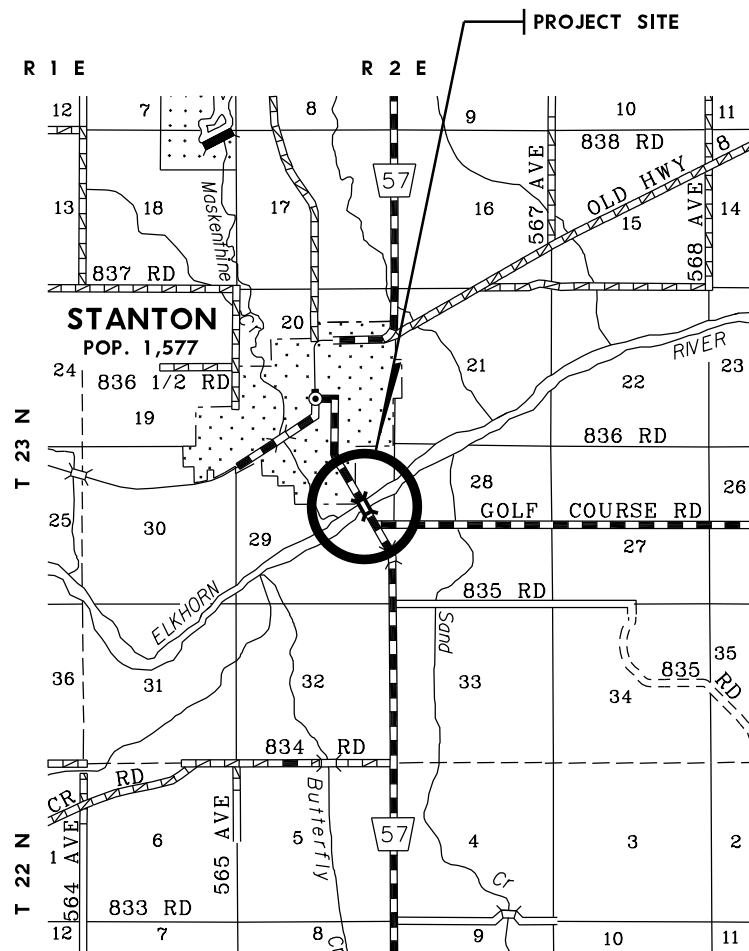 PROJECT SITE
R 1 E
R 2 E
12
7
8
9
10
11
838 RD
8
57
567 AVE
OLD HWY
568 AVE
13
18
Maskenthine
17
16
15
14
837 RD
STANTON
POP. 1,577
20
21
RIVER
22
23
24
836 1/2 RD
19
T 23 N
836 RD
28
26
GOLF COURSE RD
25
30
29
27
ELKHORN
835 RD
Sand
36
31
32
33
34
35
835 RD
834 RD
CR RD
Butterfly
57
T 22 N
1
564 AVE
6
565 AVE
5
4
3
2
Cr
833 RD
12
7
8
9
10
11